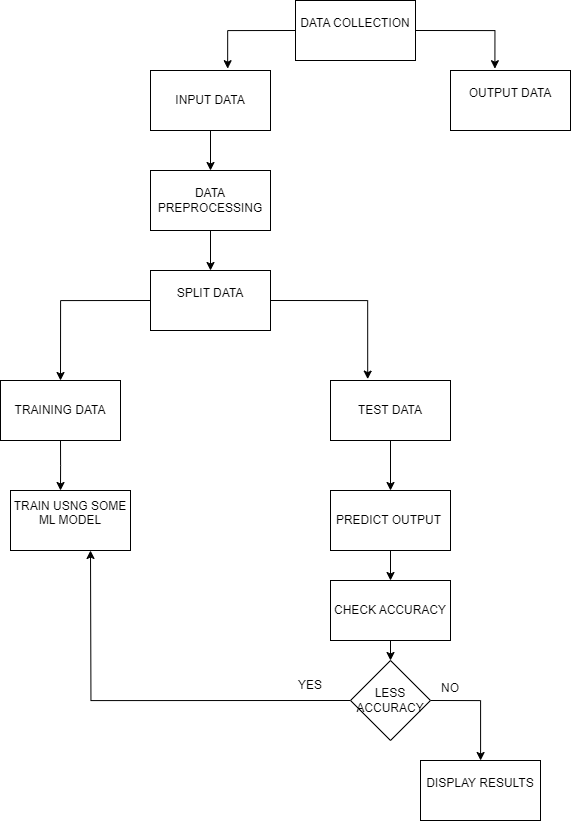 DATA COLLECTION
INPUT DATA
OUTPUT DATA
DATA
PREPROCESSING
SPLIT DATA
TRAINING DATA
TEST DATA
TRAIN USNG SOME
ML MODEL
PREDICT OUTPUT
CHECK ACCURACY
YES
NO
LESS
ACCURACY
DISPLAY RESULTS